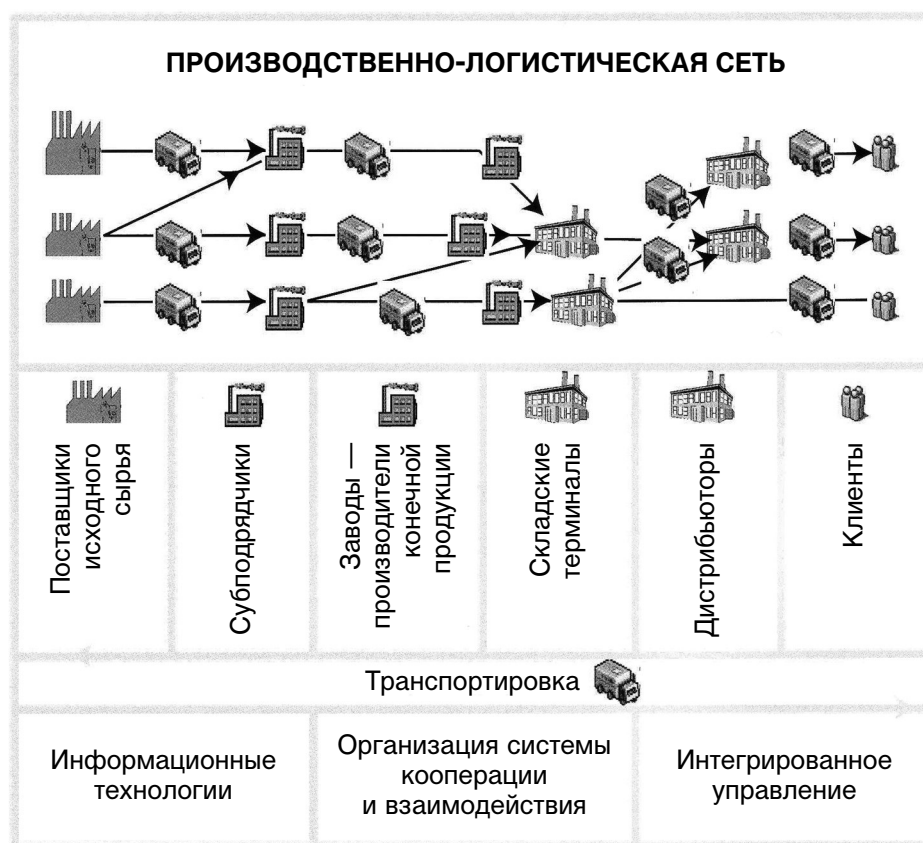 ПРОИЗВОДСТВЕННО-ЛОГИСТИЧЕСКАЯ СЕТЬ
Поставщики
исходного
сырья
Субподрядчики
Заводы —
производители
конечной
продукции
Складские
терминалы
Дистрибьюторы
Клиенты
Транспортировка
Информационные
технологии
Организация системы
кооперации
и взаимодействия
Интегрированное
управление